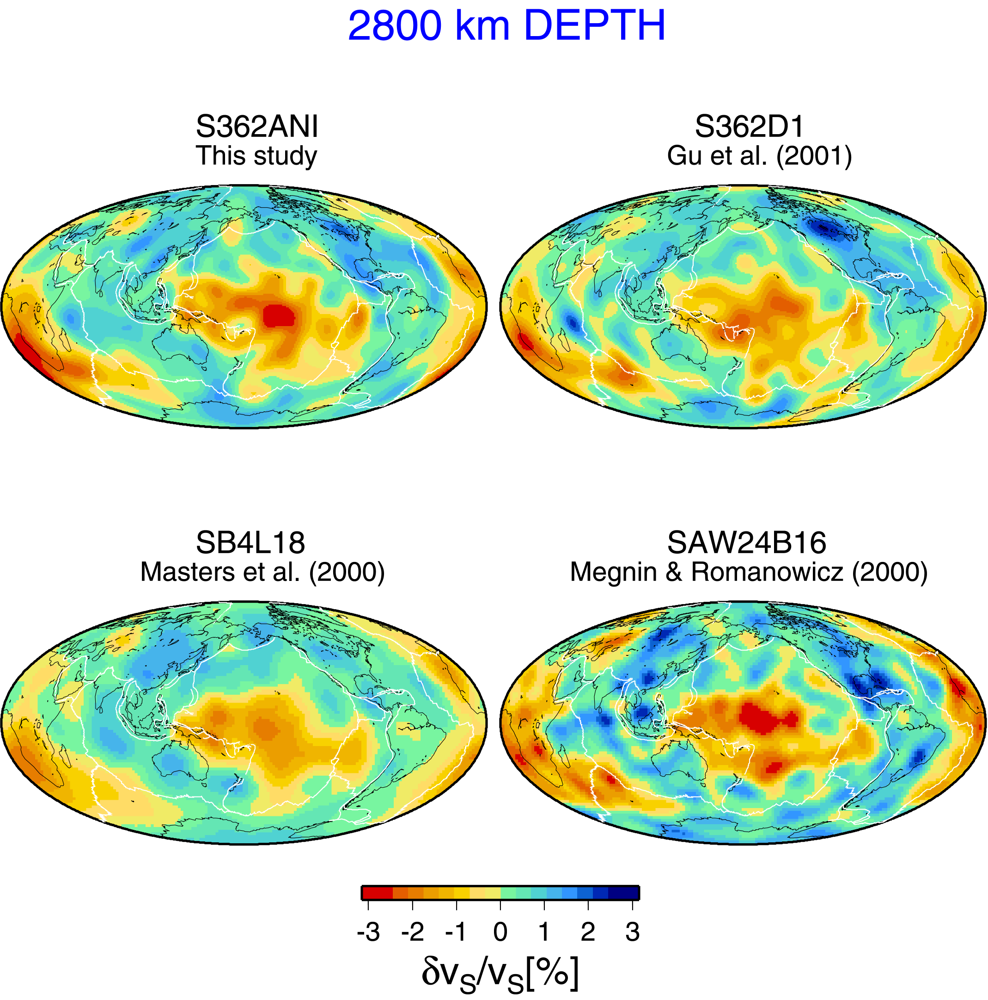 2800 km DEPTH
S362ANI
This study
S362D1
Gu et al. (2001)
SB4L18
Masters et al. (2000)
SAW24B16
Megnin & Romanowicz (2000)
-3 -2 -1 0 1 2 3
δvS/vS[%]